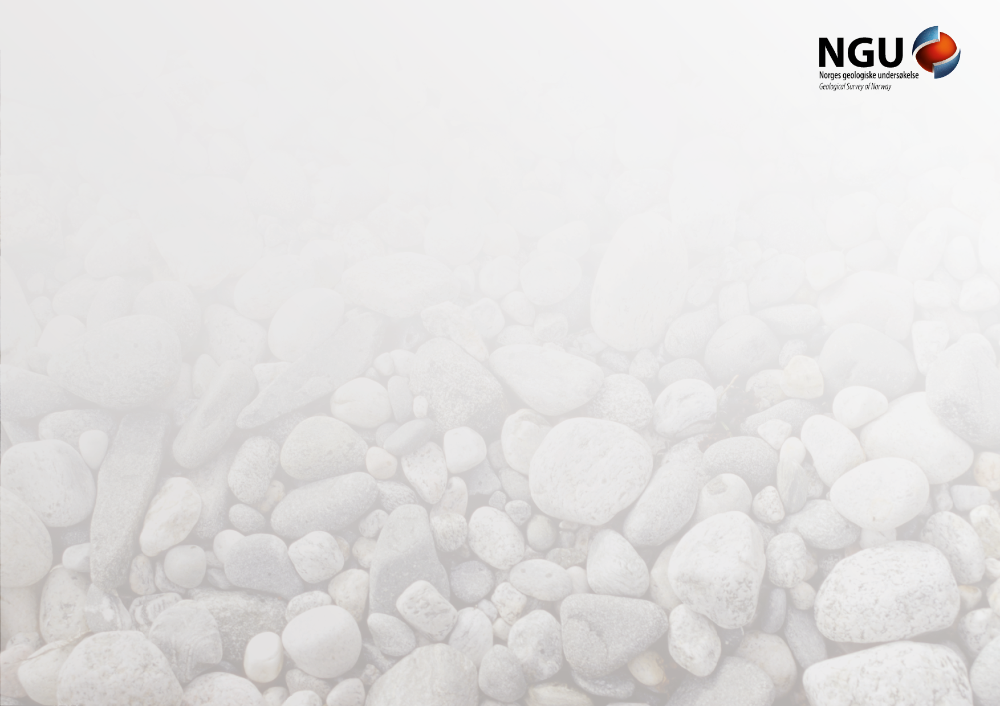 NGU
Norges geologiske undersøkelse
Geological Survey of Norway